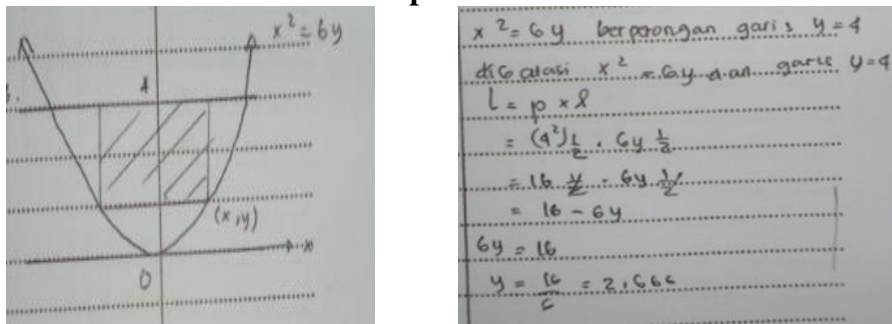 x² = 6y
4
(x,y)
x
0
x² = 6y berpotongan garis y = 4
dibatasi x² = 6y dan garis y = 4
L = p x l
= (4²) 1/2 . 6y 1/2
= 16 1/2 - 6y 1/2
= 16 - 6y
6y = 16
y = 16/6 = 2,666